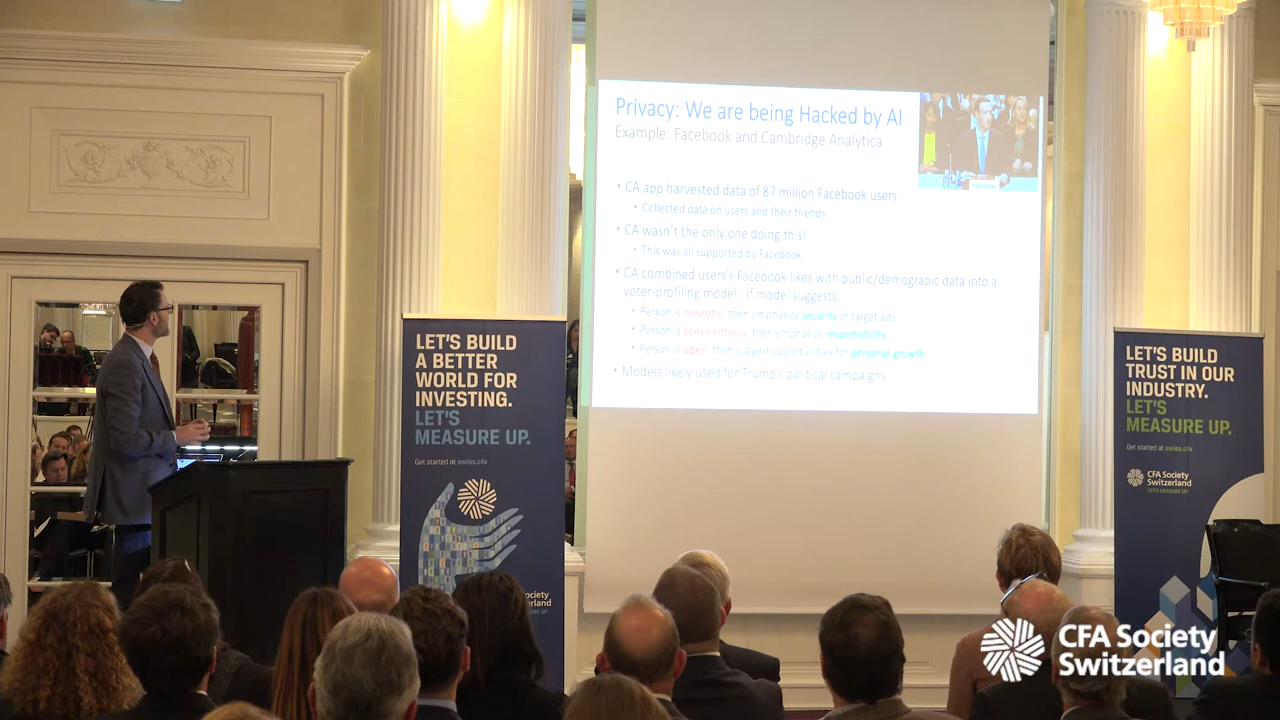 Privacy: We are being Hacked by AI
Example: Facebook and Cambridge Analytica
• CA app harvested data of 87 million Facebook users
• Collected data on users and their friends
• CA wasn't the only one doing this!
• This was all supported by Facebook
• CA combined users's Facebook likes with public/demograpic data into a
voter-profiling model. If model suggests:
• Person is neurotic, then emphasize security in target ads
• Person is conscientious, then emphasize responsibility
• Person is open, then suggest opportunities for personal growth
• Models likely used for Trump's political campaigns
LET'S BUILD
A BETTER
WORLD FOR
INVESTING.
LET'S
MEASURE UP.
Get started at swiss.cfa
Society
LET'S BUILD
TRUST IN OUR
INDUSTRY.
LET'S
MEASURE UP.
Get started at swiss.cfa
CFA Society
Switzerland
LET'S MEASURE UP
CFA Society
Switzerland